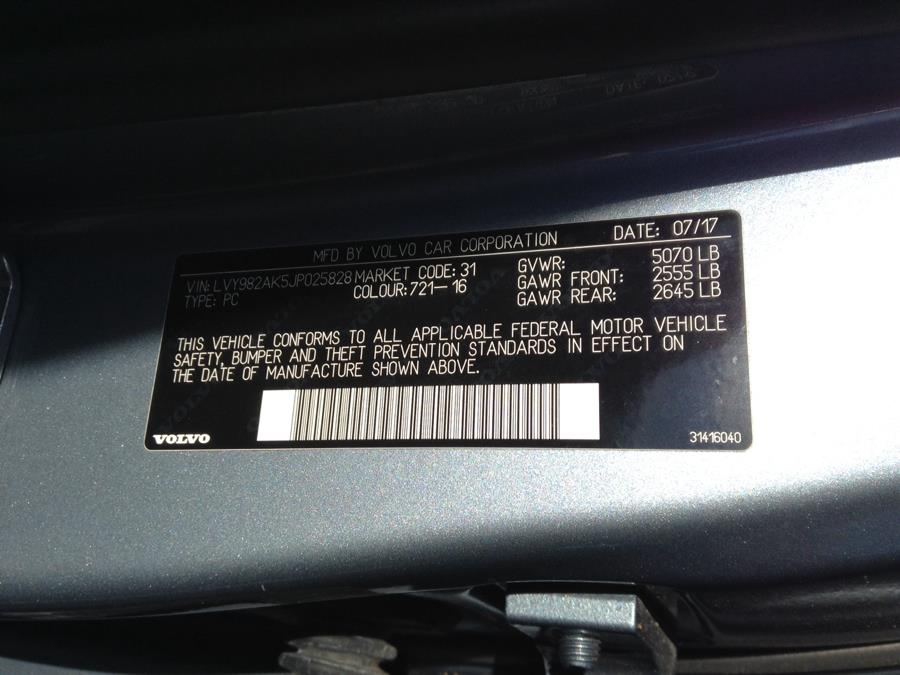 MFD BY VOLVO CAR CORPORATION DATE: 07/17
VIN: LVY982AK5JP025828 MARKET CODE: 31 GVWR: 5070 LB
TYPE: PC COLOUR: 721-16 GAWR FRONT: 2555 LB
GAWR REAR: 2645 LB
THIS VEHICLE CONFORMS TO ALL APPLICABLE FEDERAL MOTOR VEHICLE
SAFETY, BUMPER AND THEFT PREVENTION STANDARDS IN EFFECT ON
THE DATE OF MANUFACTURE SHOWN ABOVE.
VOLVO 31416040